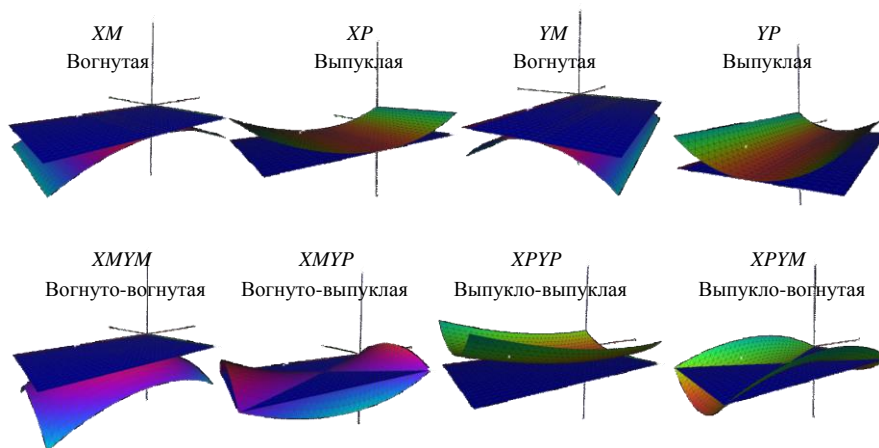 XM
Вогнутая
XP
Выпуклая
YM
Вогнутая
YP
Выпуклая
XMYM
Вогнуто-вогнутая
XMYP
Вогнуто-выпуклая
XPYP
Выпукло-выпуклая
XPYM
Выпукло-вогнутая